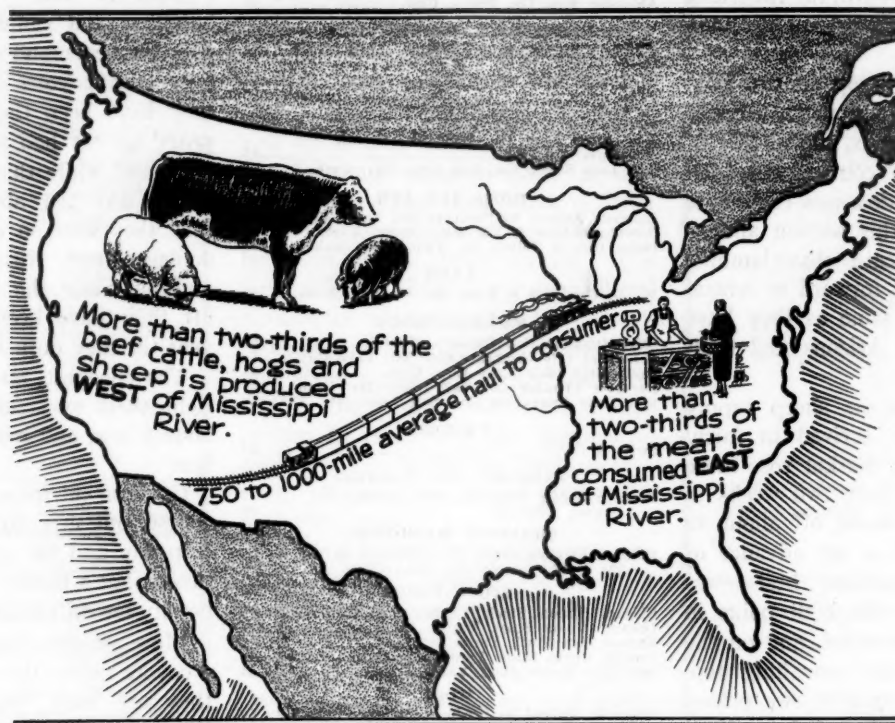 More than two-thirds of the
beef cattle, hogs and
sheep is produced
WEST of Mississippi
River.
750 to 1000-mile average haul to consumer
More than
two-thirds of
the meat is
consumed EAST
of Mississippi
River.